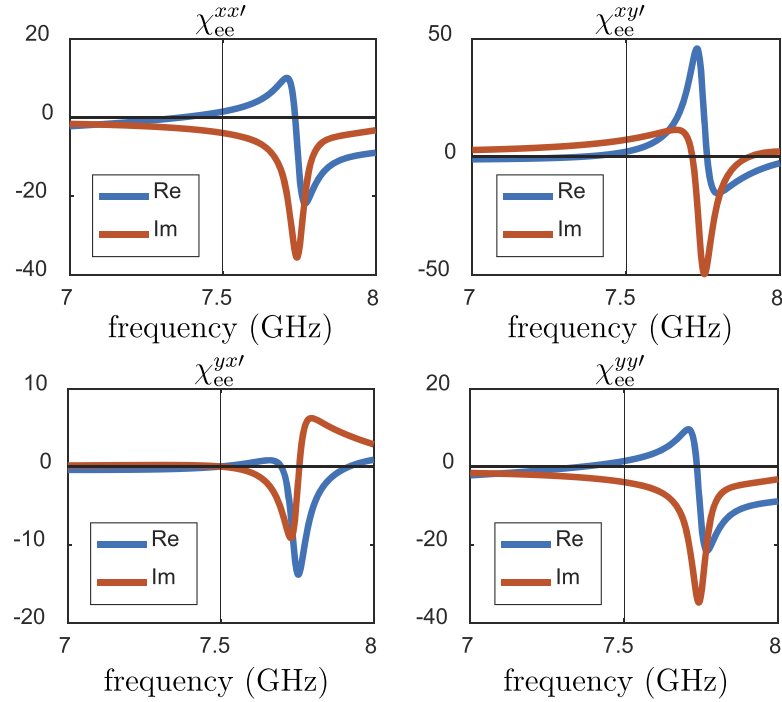 χ_ee^{xx′} χ_ee^{xy′}
20 50
0 0
-20 -50
-40
Re Re
Im Im
7 7.5 8 7 7.5 8
frequency (GHz) frequency (GHz)
χ_ee^{yx′} χ_ee^{yy′}
10 20
0 0
-10 -20
-20 -40
Re Re
Im Im
7 7.5 8 7 7.5 8
frequency (GHz) frequency (GHz)